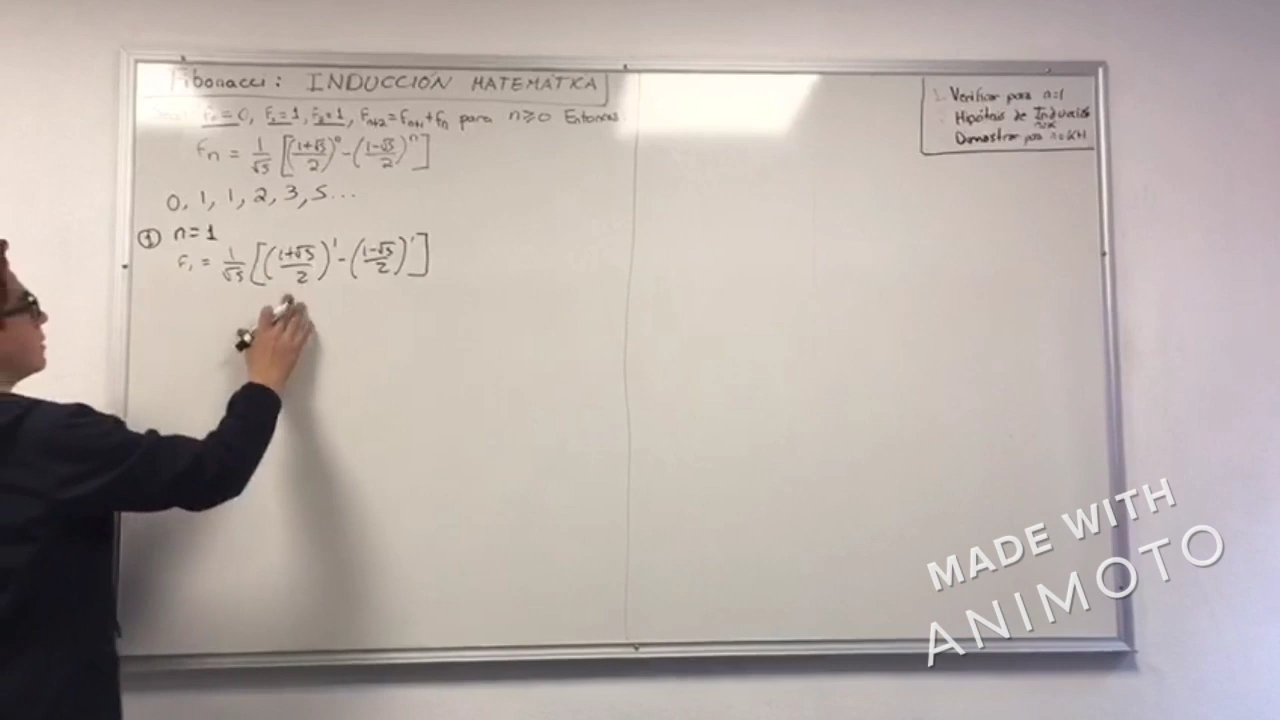 Fibonacci: INDUCCIÓN MATEMÁTICA
F₀=0, F₁=1, F₂=1, Fₙ₊₂=Fₙ₊₁+Fₙ para n≥0 Entonces
Fₙ = 1/√5 [((1+√5)/2)ⁿ-((1-√5)/2)ⁿ]
0, 1, 1, 2, 3, 5...
① n=1
F₁ = 1/√5 [((1+√5)/2)¹-((1-√5)/2)¹]
1. Verificar para n=1
Hipótesis de Inducción
n=k
Demostrar para n=k+1
MADE WITH
ANIMOTO